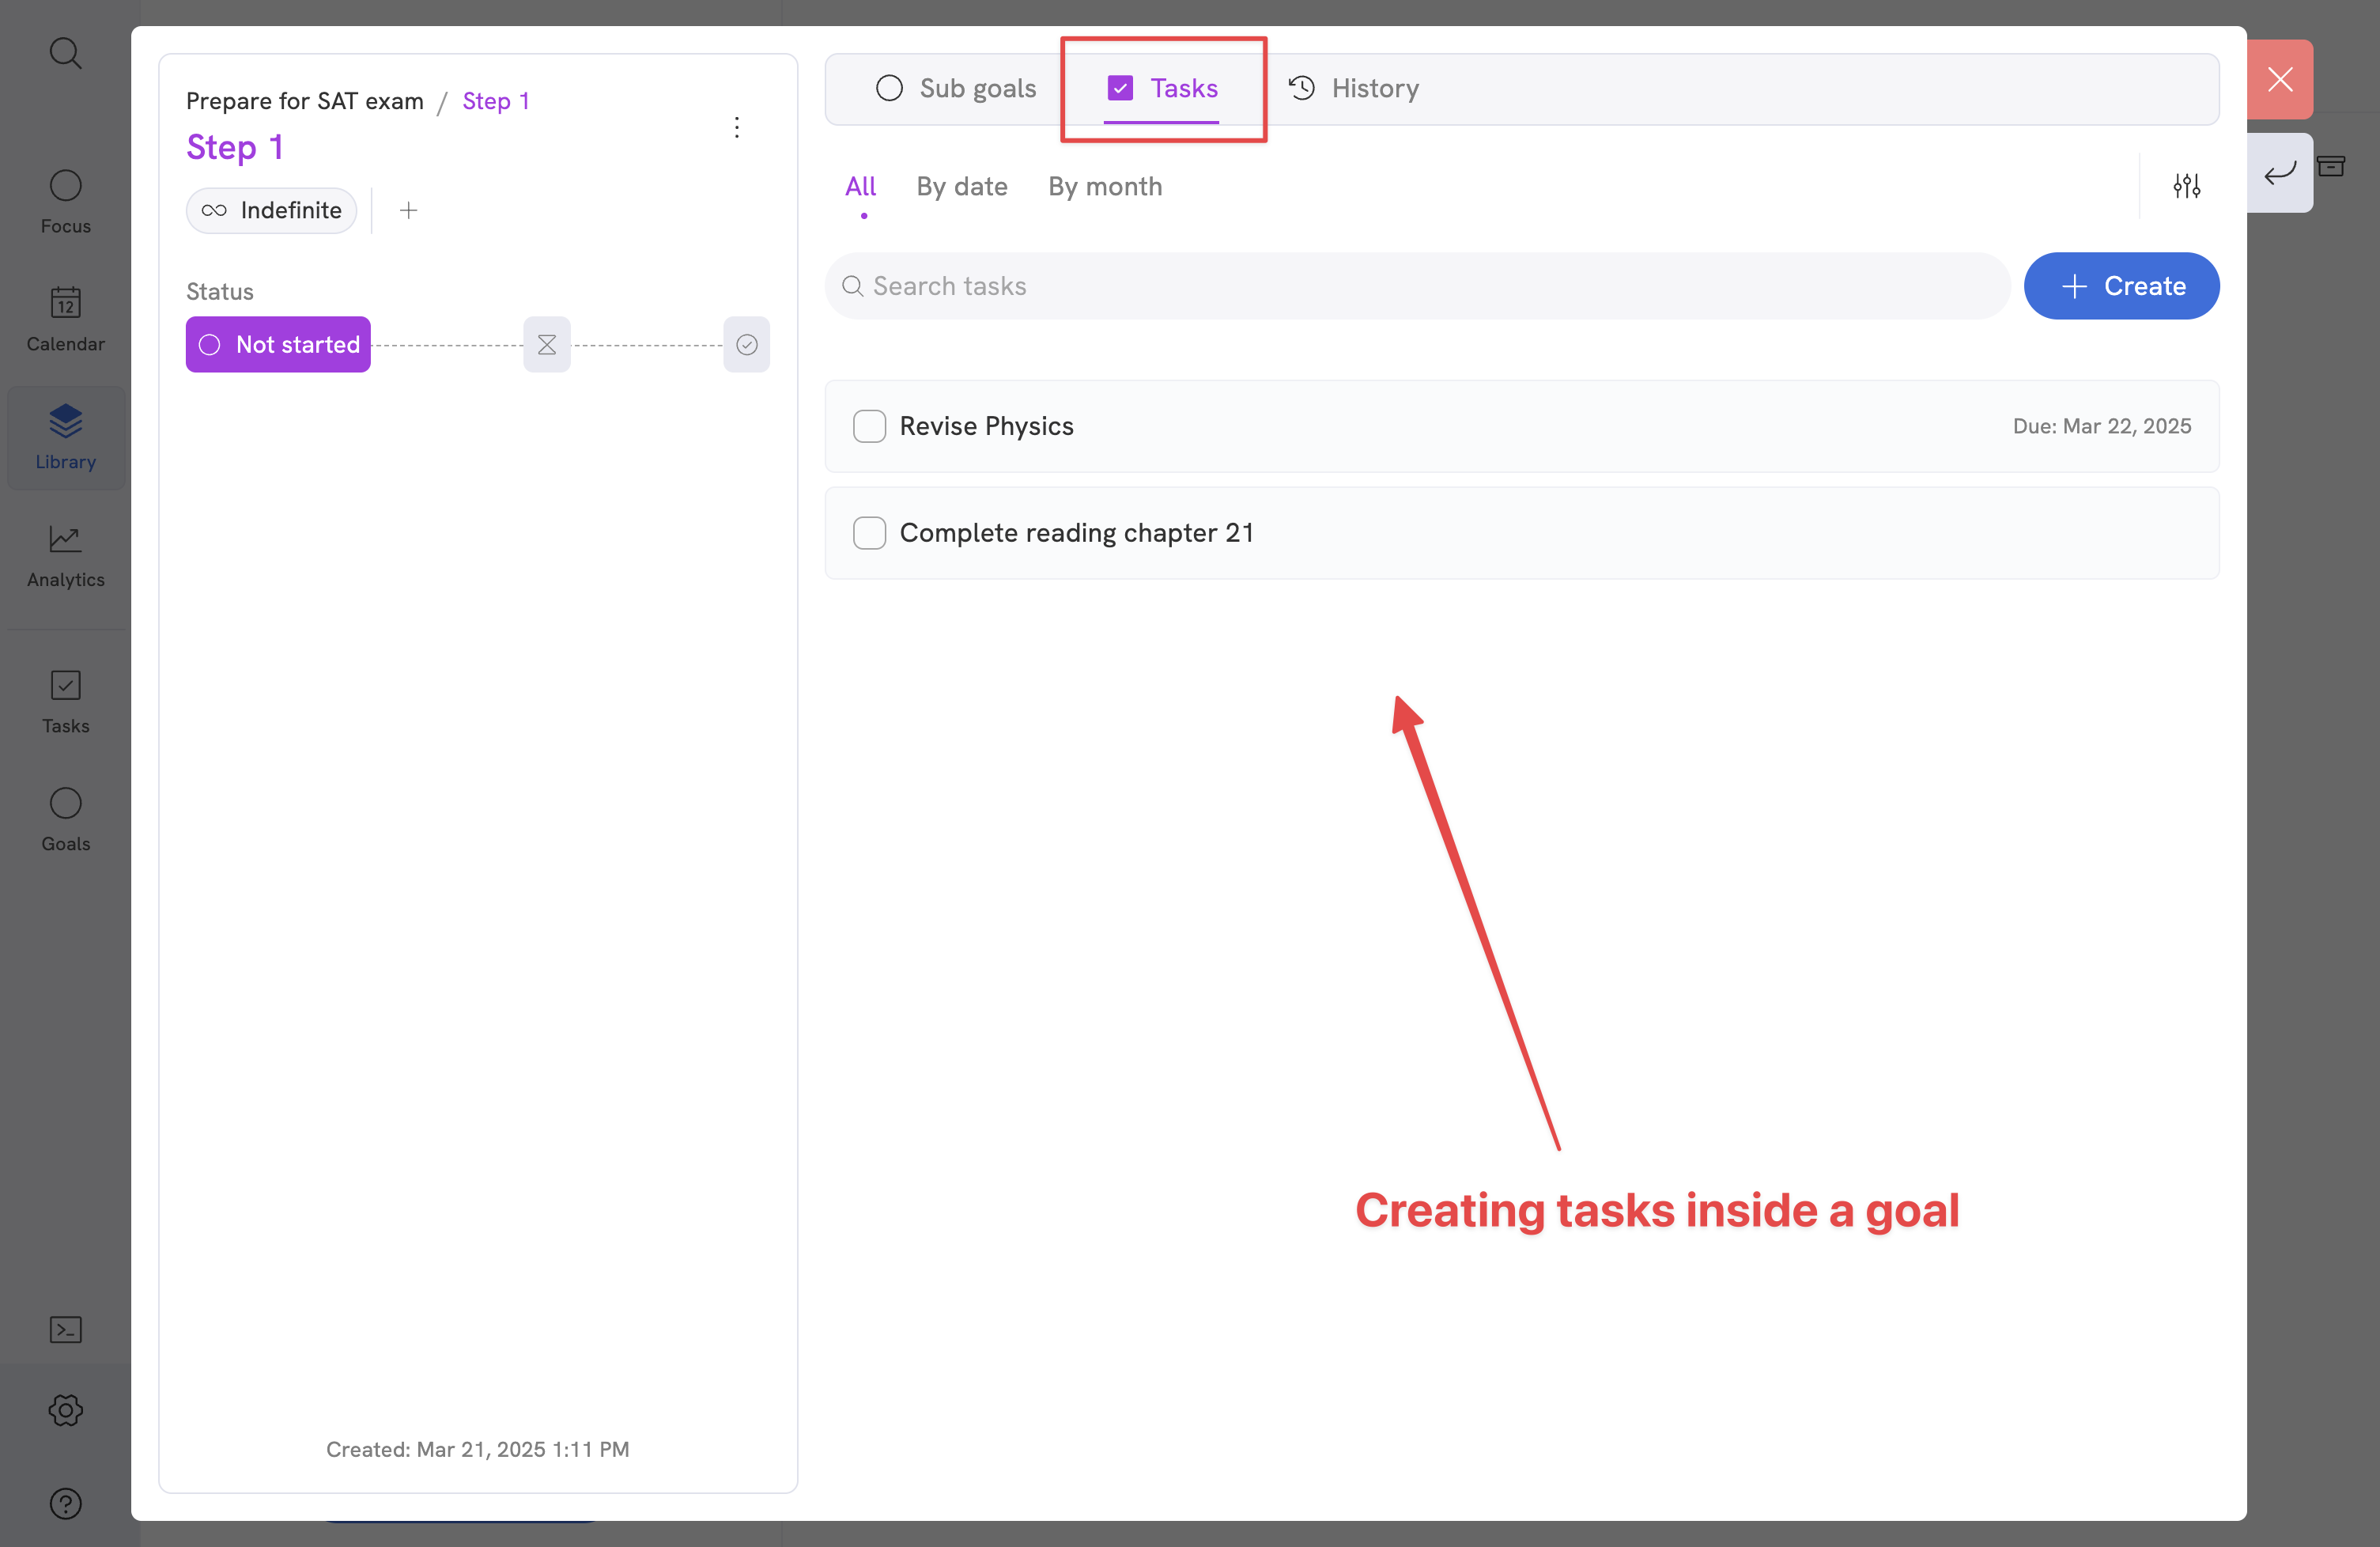 Focus
12
Calendar
Library
Analytics
Tasks
Goals
Prepare for SAT exam / Step 1
Step 1
Indefinite
Status
Not started
Created: Mar 21, 2025 1:11 PM
Sub goals Tasks History
All By date By month
Search tasks
Create
Revise Physics Due: Mar 22, 2025
Complete reading chapter 21
Creating tasks inside a goal